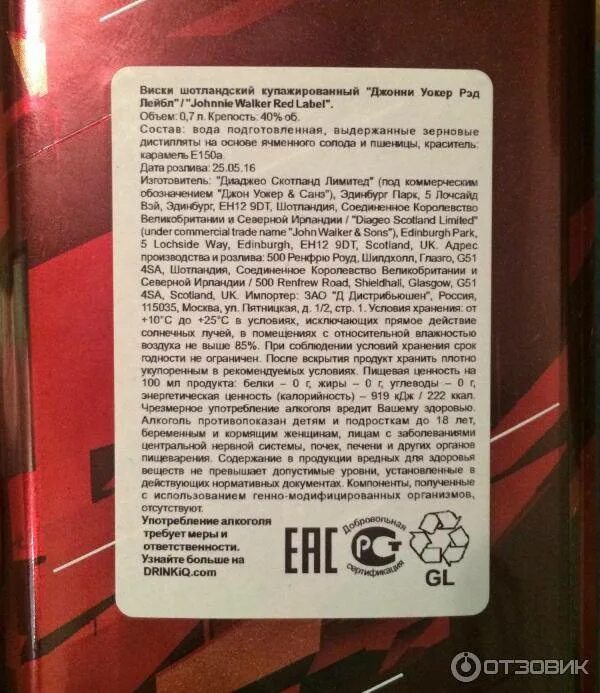 Виски шотландский купажированный "Джонни Уокер Рэд
Лейбл" / "Johnnie Walker Red Label".
Объем: 0,7 л. Крепость: 40% об.
Состав: вода подготовленная, выдержанные зерновые
дистилляты на основе ячменного солода и пшеницы, краситель:
карамель Е150а.
Дата розлива: 25.05.16
Изготовитель: "Диаджео Скотланд Лимитед" (под коммерческим
обозначением "Джон Уокер & Санз"), Эдинбург Парк, 5 Лочсайд
Вэй, Эдинбург, EH12 9DT, Шотландия, Соединенное Королевство
Великобритании и Северной Ирландии / "Diageo Scotland Limited"
(under commercial trade name "John Walker & Sons"), Edinburgh Park,
5 Lochside Way, Edinburgh, EH12 9DT, Scotland, UK. Адрес
производства и розлива: 500 Ренфрю Роуд, Шилдхолл, Глазго, G51
4SA, Шотландия, Соединенное Королевство Великобритании и
Северной Ирландии / 500 Renfrew Road, Shieldhall, Glasgow, G51
4SA, Scotland, UK. Импортер: ЗАО "Д Дистрибьюшен", Россия,
115035, Москва, ул. Пятницкая, д. 1/2, стр. 1. Условия хранения: от
+10°С до +25°С в условиях, исключающих прямое действие
солнечных лучей, в помещениях с относительной влажностью
воздуха не выше 85%. При соблюдении условий хранения срок
годности не ограничен. После вскрытия продукт хранить плотно
укупоренным в рекомендуемых условиях. Пищевая ценность на
100 мл продукта: белки – 0 г, жиры – 0 г, углеводы – 0 г,
энергетическая ценность (калорийность) – 919 кДж / 222 ккал.
Чрезмерное употребление алкоголя вредит Вашему здоровью.
Алкоголь противопоказан детям и подросткам до 18 лет,
беременным и кормящим женщинам, лицам с заболеваниями
центральной нервной системы, почек, печени и других органов
пищеварения. Содержание в продукции вредных для здоровья
веществ не превышает допустимые уровни, установленные в
действующих нормативных документах. Компоненты, полученные
с использованием генно-модифицированных организмов,
отсутствуют.
Употребление алкоголя
требует меры и
ответственности.
Узнайте больше на
DRINKiQ.com
ЕАС
Добровольная
РСТ
сертификация
GL
ОТЗОВИК